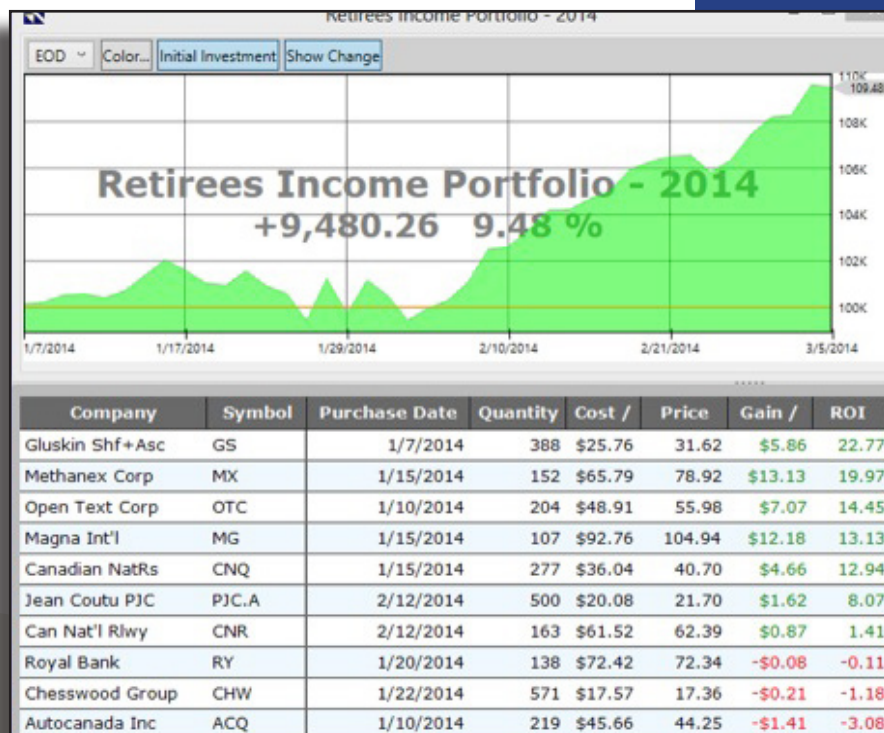 Retirees Income Portfolio - 2014
EOD Color... Initial Investment Show Change
110K
109.48
108K
106K
Retirees Income Portfolio - 2014
104K
+9,480.26 9.48 %
102K
100K
1/7/2014 1/17/2014 1/29/2014 2/10/2014 2/21/2014 3/5/2014
Company Symbol Purchase Date Quantity Cost / Price Gain / ROI
Gluskin Shf+Asc GS 1/7/2014 388 $25.76 31.62 $5.86 22.77
Methanex Corp MX 1/15/2014 152 $65.79 78.92 $13.13 19.97
Open Text Corp OTC 1/10/2014 204 $48.91 55.98 $7.07 14.45
Magna Int'l MG 1/15/2014 107 $92.76 104.94 $12.18 13.13
Canadian NatRs CNQ 1/15/2014 277 $36.04 40.70 $4.66 12.94
Jean Coutu PJC PJC.A 2/12/2014 500 $20.08 21.70 $1.62 8.07
Can Nat'l Rlwy CNR 2/12/2014 163 $61.52 62.39 $0.87 1.41
Royal Bank RY 1/20/2014 138 $72.42 72.34 -$0.08 -0.11
Chesswood Group CHW 1/22/2014 571 $17.57 17.36 -$0.21 -1.18
Autocanada Inc ACQ 1/10/2014 219 $45.66 44.25 -$1.41 -3.08